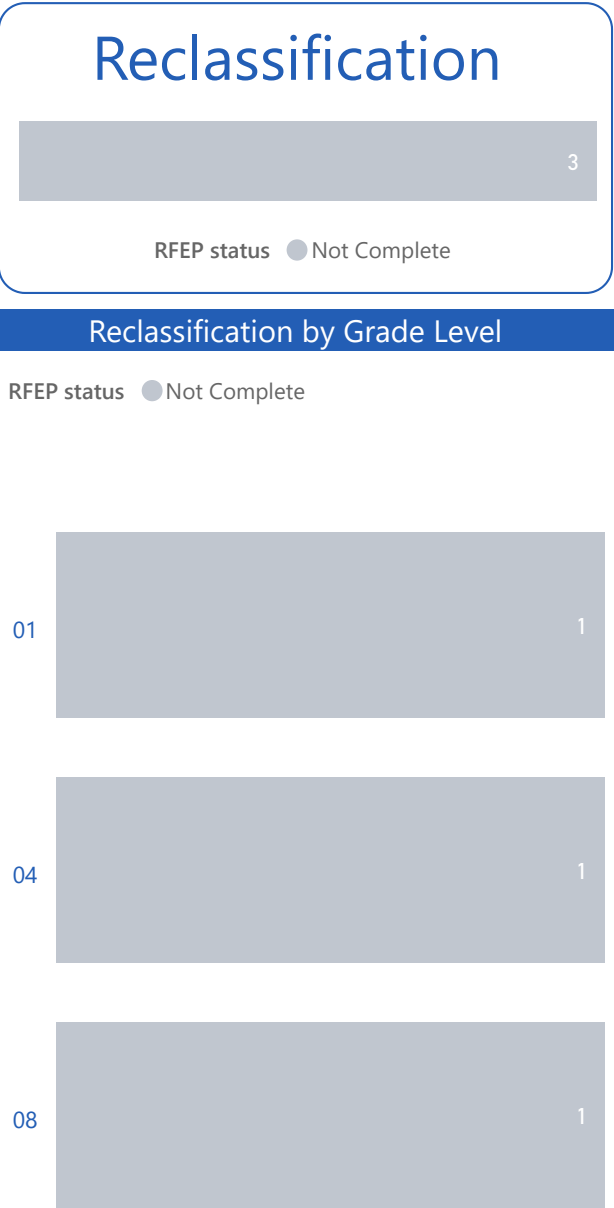 Reclassification
3
RFEP status Not Complete
Reclassification by Grade Level
RFEP status Not Complete
01 1
04 1
08 1